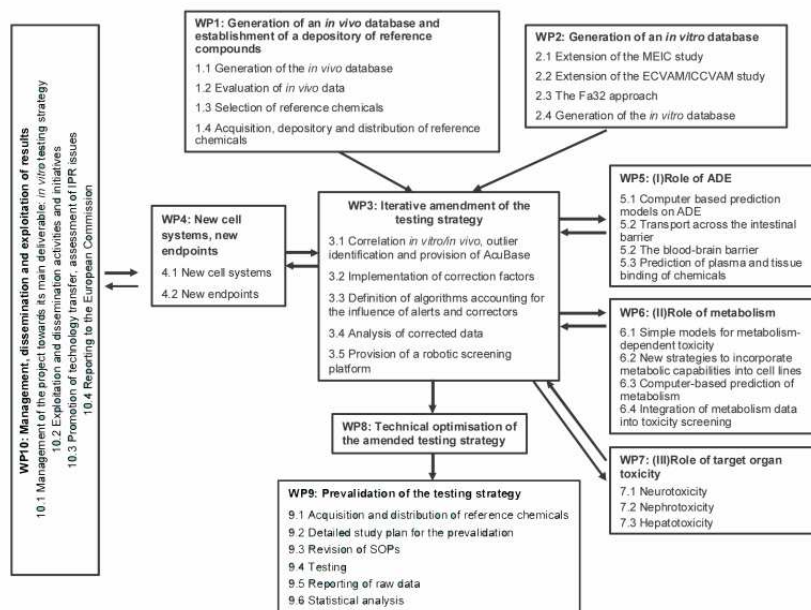 WP1: Generation of an in vivo database and
establishment of a depository of reference
compounds
1.1 Generation of the in vivo database
1.2 Evaluation of in vivo data
1.3 Selection of reference chemicals
1.4 Acquisition, depository and distribution of reference
chemicals
WP2: Generation of an in vitro database
2.1 Extension of the MEIC study
2.2 Extension of the ECVAM/ICCVAM study
2.3 The Fa32 approach
2.4 Generation of the in vitro database
WP10: Management, dissemination and exploitation of results
10.1 Management of the project towards its main deliverable: in vitro testing strategy
10.2 Exploitation and dissemination activities and initiatives
10.3 Promotion of technology transfer, assessment of IPR issues
10.4 Reporting to the European Commission
WP4: New cell
systems, new
endpoints
4.1 New cell systems
4.2 New endpoints
WP3: Iterative amendment of the
testing strategy
3.1 Correlation in vitro/in vivo, outlier
identification and provision of AcuBase
3.2 Implementation of correction factors
3.3 Definition of algorithms accounting for
the influence of alerts and correctors
3.4 Analysis of corrected data
3.5 Provision of a robotic screening
platform
WP5: (I)Role of ADE
5.1 Computer based prediction
models on ADE
5.2 Transport across the intestinal
barrier
5.2 The blood-brain barrier
5.3 Prediction of plasma and tissue
binding of chemicals
WP6: (II)Role of metabolism
6.1 Simple models for metabolism-
dependent toxicity
6.2 New strategies to incorporate
metabolic capabilities into cell lines
6.3 Computer-based prediction of
metabolism
6.4 Integration of metabolism data
into toxicity screening
WP7: (III)Role of target organ
toxicity
7.1 Neurotoxicity
7.2 Nephrotoxicity
7.3 Hepatotoxicity
WP8: Technical optimisation of
the amended testing strategy
WP9: Prevalidation of the testing strategy
9.1 Acquisition and distribution of reference chemicals
9.2 Detailed study plan for the prevalidation
9.3 Revision of SOPs
9.4 Testing
9.5 Reporting of raw data
9.6 Statistical analysis